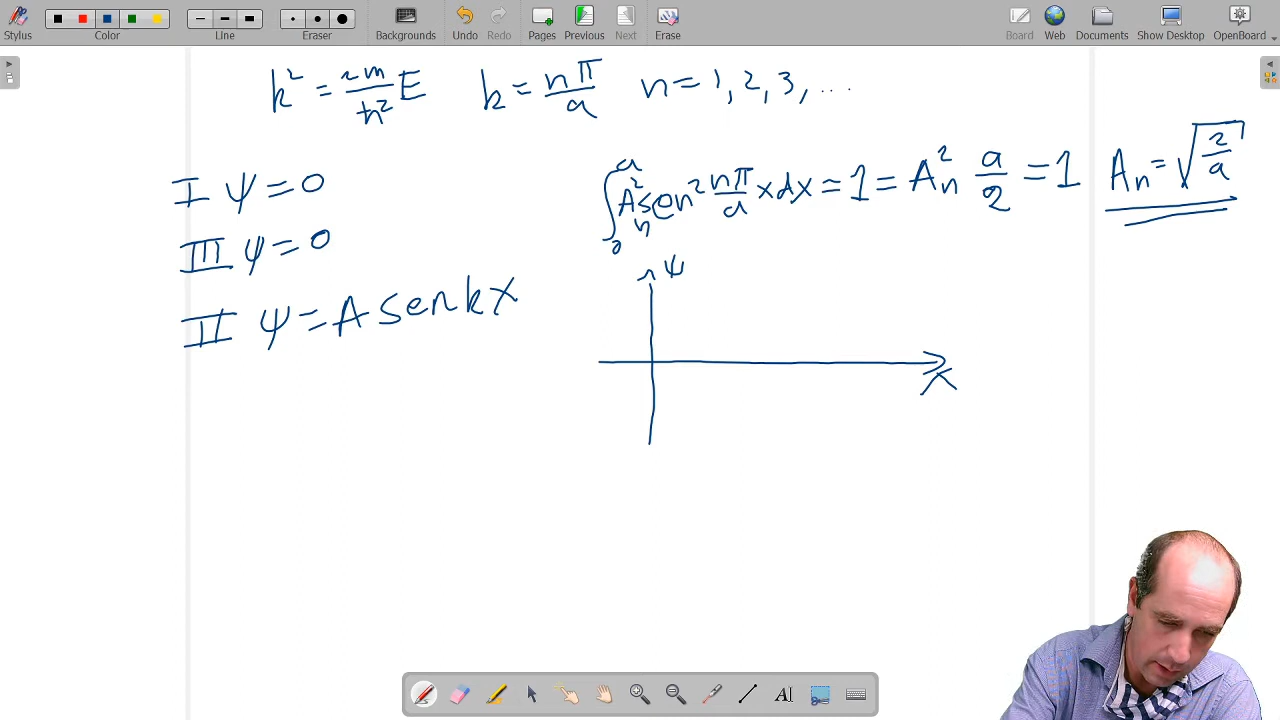 Stylus
Color
Line
Eraser
Backgrounds
Undo
Redo
Pages
Previous
Next
Erase
Board
Web
Documents
Show Desktop
OpenBoard
k² = 2m/ħ² E   k = nπ/a   n = 1, 2, 3, ...
I ψ = 0
III ψ = 0
II ψ = A sen kx
∫₀ᵃ Aₙ² sen² nπ/a x dx = 1 = Aₙ² a/2 = 1   Aₙ = √(2/a)
ψ
x